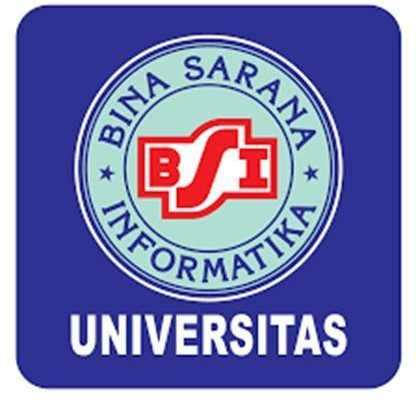 BINA SARANA
BSI
INFORMATIKA
UNIVERSITAS